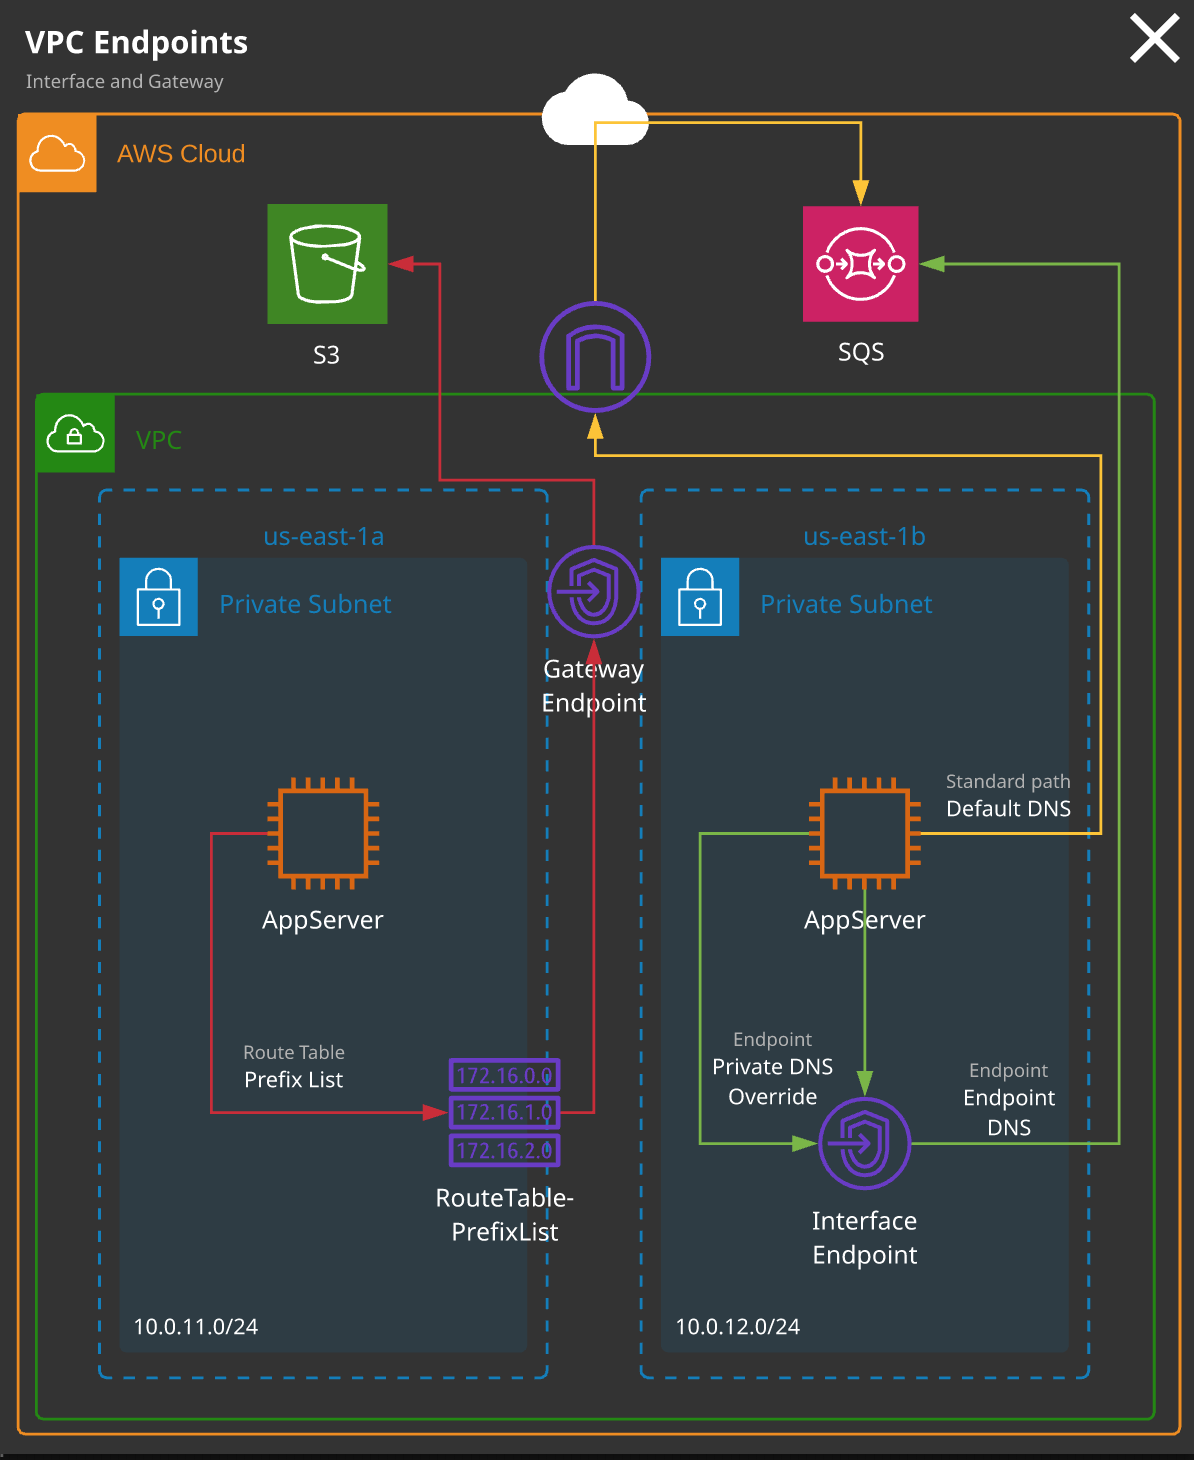 VPC Endpoints
Interface and Gateway
AWS Cloud
S3
SQS
VPC
us-east-1a
us-east-1b
Private Subnet
Private Subnet
Gateway
Endpoint
Standard path
Default DNS
AppServer
AppServer
Route Table
Prefix List
Endpoint
Private DNS
Override
Endpoint
Endpoint
DNS
172.16.0.0
172.16.1.0
172.16.2.0
RouteTable-
PrefixList
Interface
Endpoint
10.0.11.0/24
10.0.12.0/24